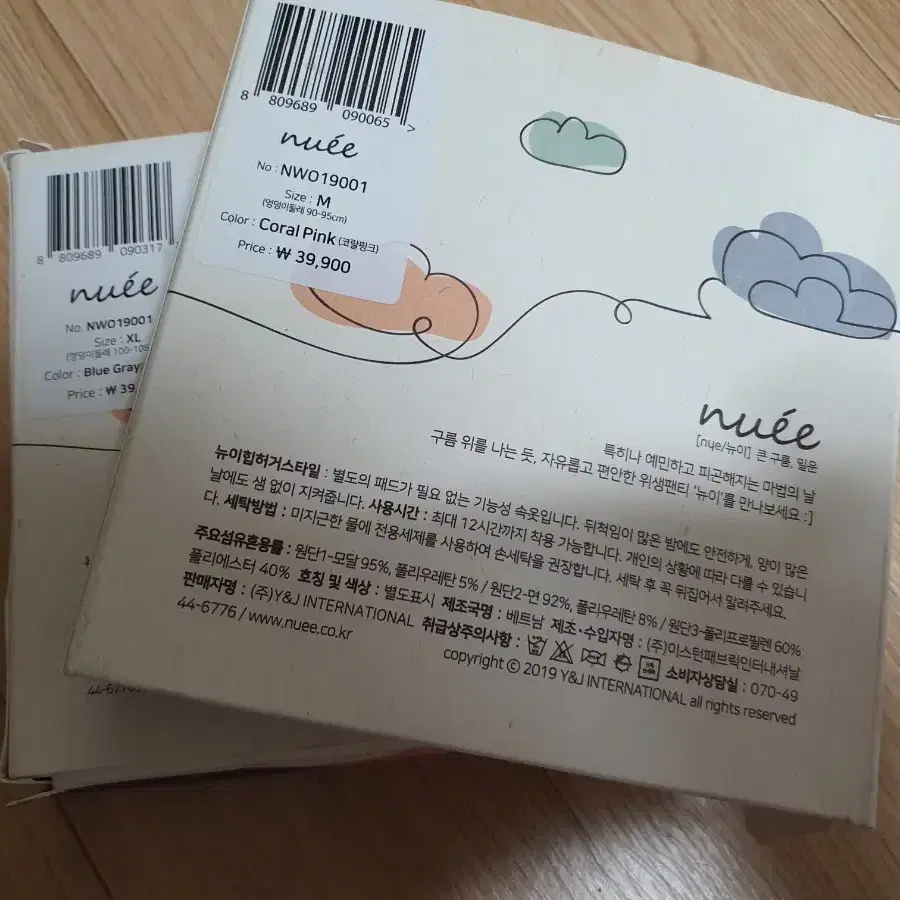 8 809689 090065 >
nuée
No : NWO19001
Size : M
(엉덩이둘레 90-95cm)
Color : Coral Pink (코랄핑크)
Price : ₩ 39,900
8 809689 090317
nuée
No. NWO19001
Size : XL
(엉덩이둘레 100-105
Color : Blue Gray
Price : ₩ 39,
nuée
[nɥe/뉴이] 큰 구름, 밀운
구름 위를 나는 듯, 자유롭고 편안한 위생팬티 '뉴이'를 만나보세요 :]
특히나 예민하고 피곤해지는 마법의 날
뉴이힙허거스타일 : 별도의 패드가 필요 없는 기능성 속옷입니다. 뒤척임이 많은 밤에도 안전하게, 양이 많은
날에도 샘 없이 지켜줍니다. 사용시간 : 최대 12시간까지 착용 가능합니다. 개인의 상황에 따라 다를 수 있습니
다. 세탁방법 : 미지근한 물에 전용세제를 사용하여 손세탁을 권장합니다. 세탁 후 꼭 뒤집어서 말려주세요.
주요섬유혼용률 : 원단1-모달 95%, 폴리우레탄 5% / 원단2-면 92%, 폴리우레탄 8% / 원단3-폴리프로필렌 60%
폴리에스터 40% 호칭 및 색상 : 별도표시 제조국명 : 베트남 제조·수입자명 : (주)이스턴패브릭인터내셔날
판매자명 : (주)Y&J INTERNATIONAL 취급상주의사항 : 소비자상담실 : 070-49
44-6776 / www.nuee.co.kr
copyright ⓒ 2019 Y&J INTERNATIONAL all rights reserved
44-6776